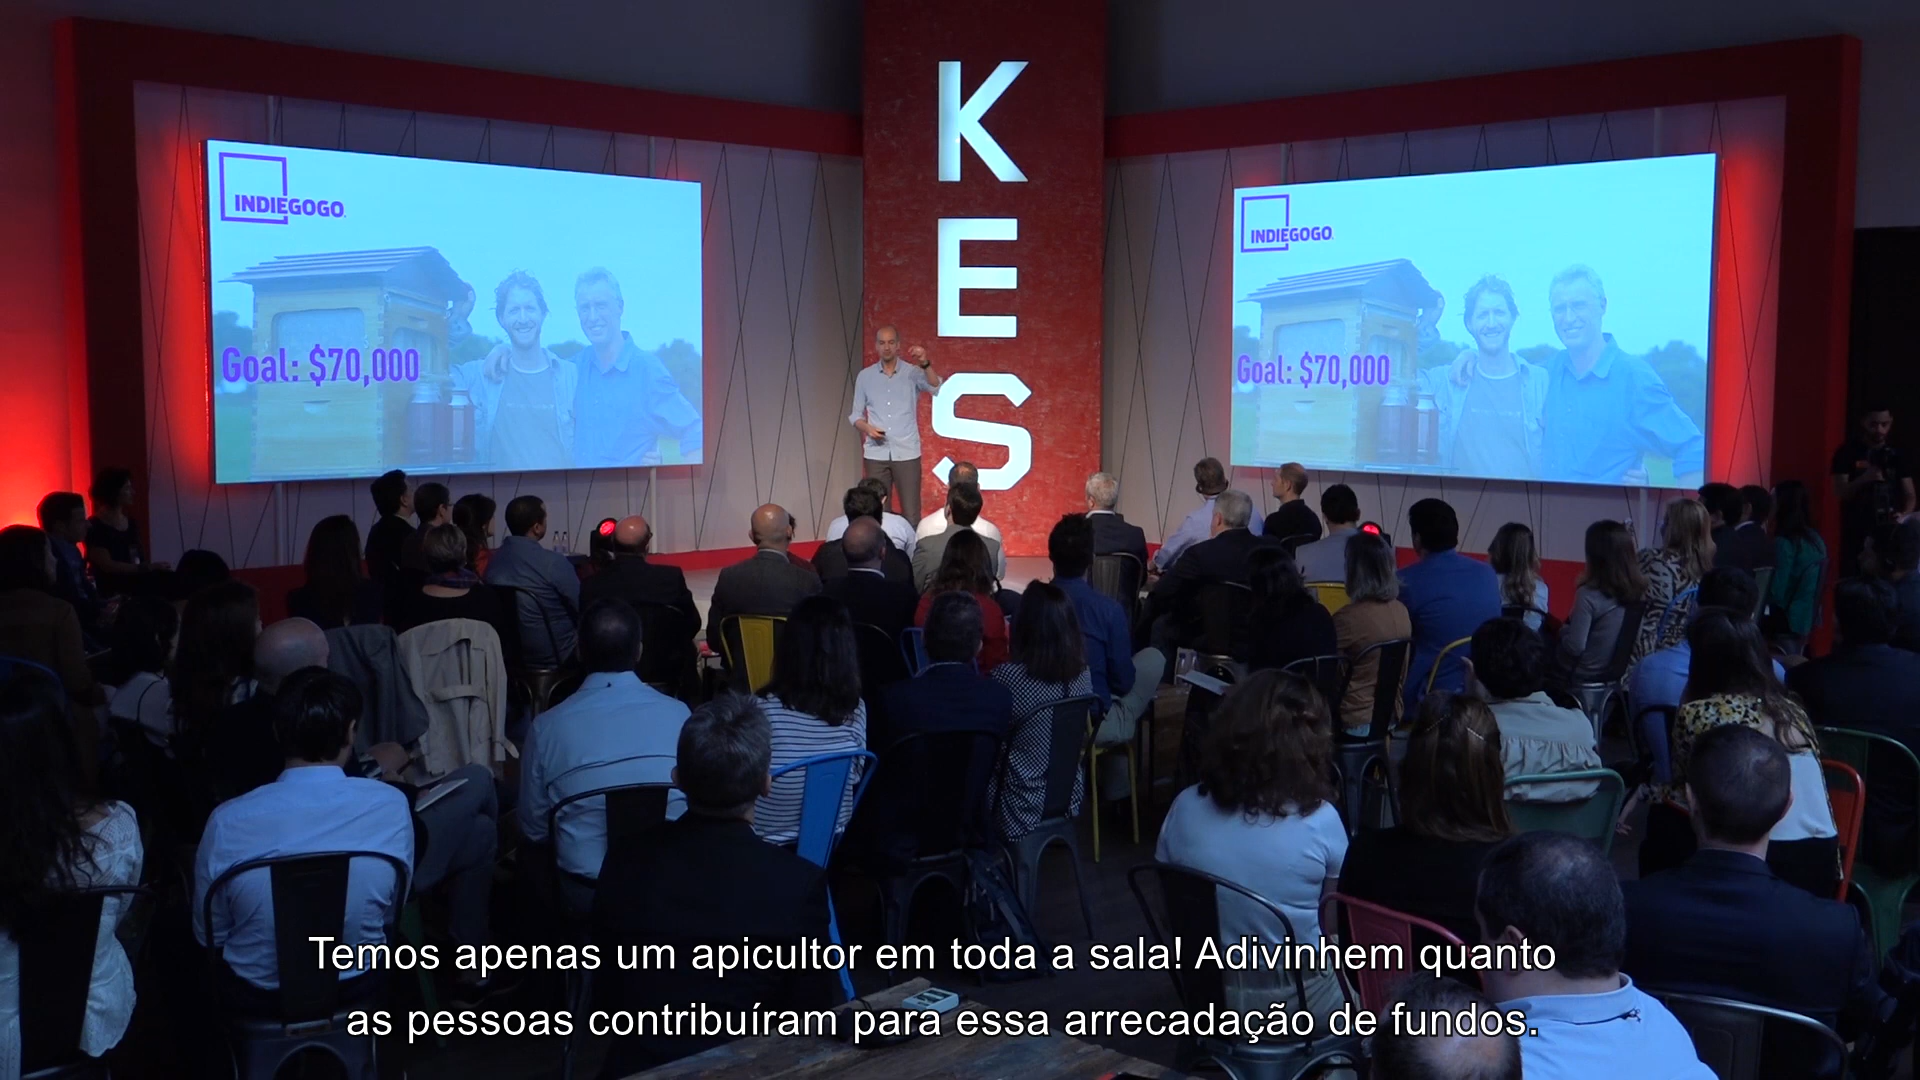 INDIEGOGO
Goal: $70,000
K
E
S
INDIEGOGO
Goal: $70,000
Temos apenas um apicultor em toda a sala! Adivinhem quanto
as pessoas contribuíram para essa arrecadação de fundos.